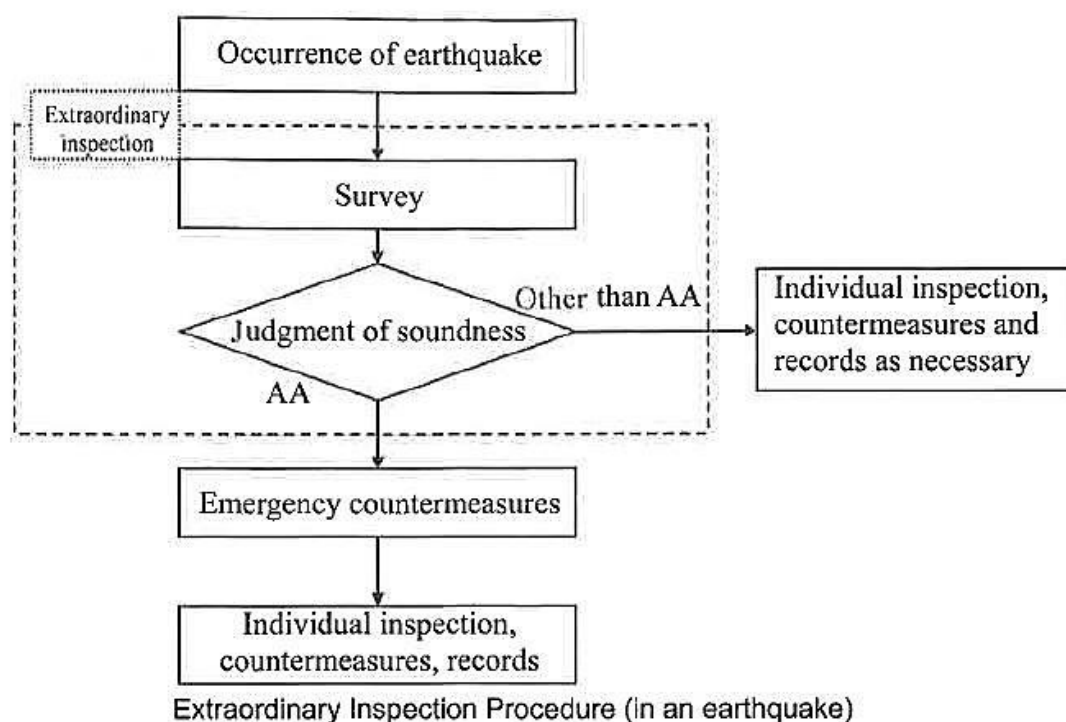 Occurrence of earthquake
Extraordinary
inspection
Survey
Other than AA
Judgment of soundness
AA
Individual inspection,
countermeasures and
records as necessary
Emergency countermeasures
Individual inspection,
countermeasures, records
Extraordinary Inspection Procedure (in an earthquake)